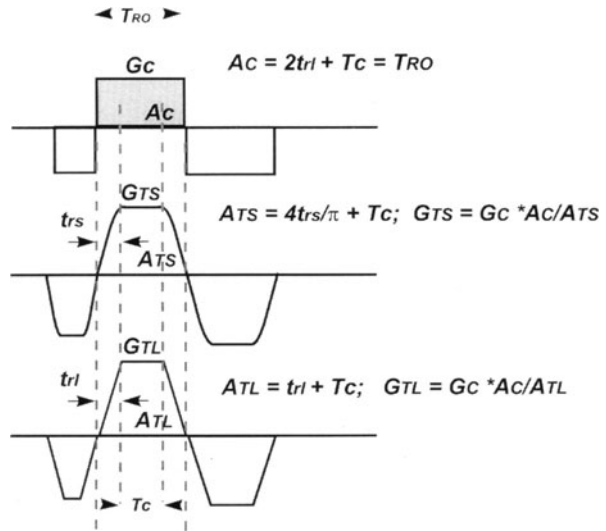 TRO
GC
AC = 2trl + TC = TRO
AC
GTS
ATS = 4trs/π + TC; GTS = GC *AC/ATS
trs
ATS
GTL
trl
ATL = trl + TC; GTL = GC *AC/ATL
ATL
TC